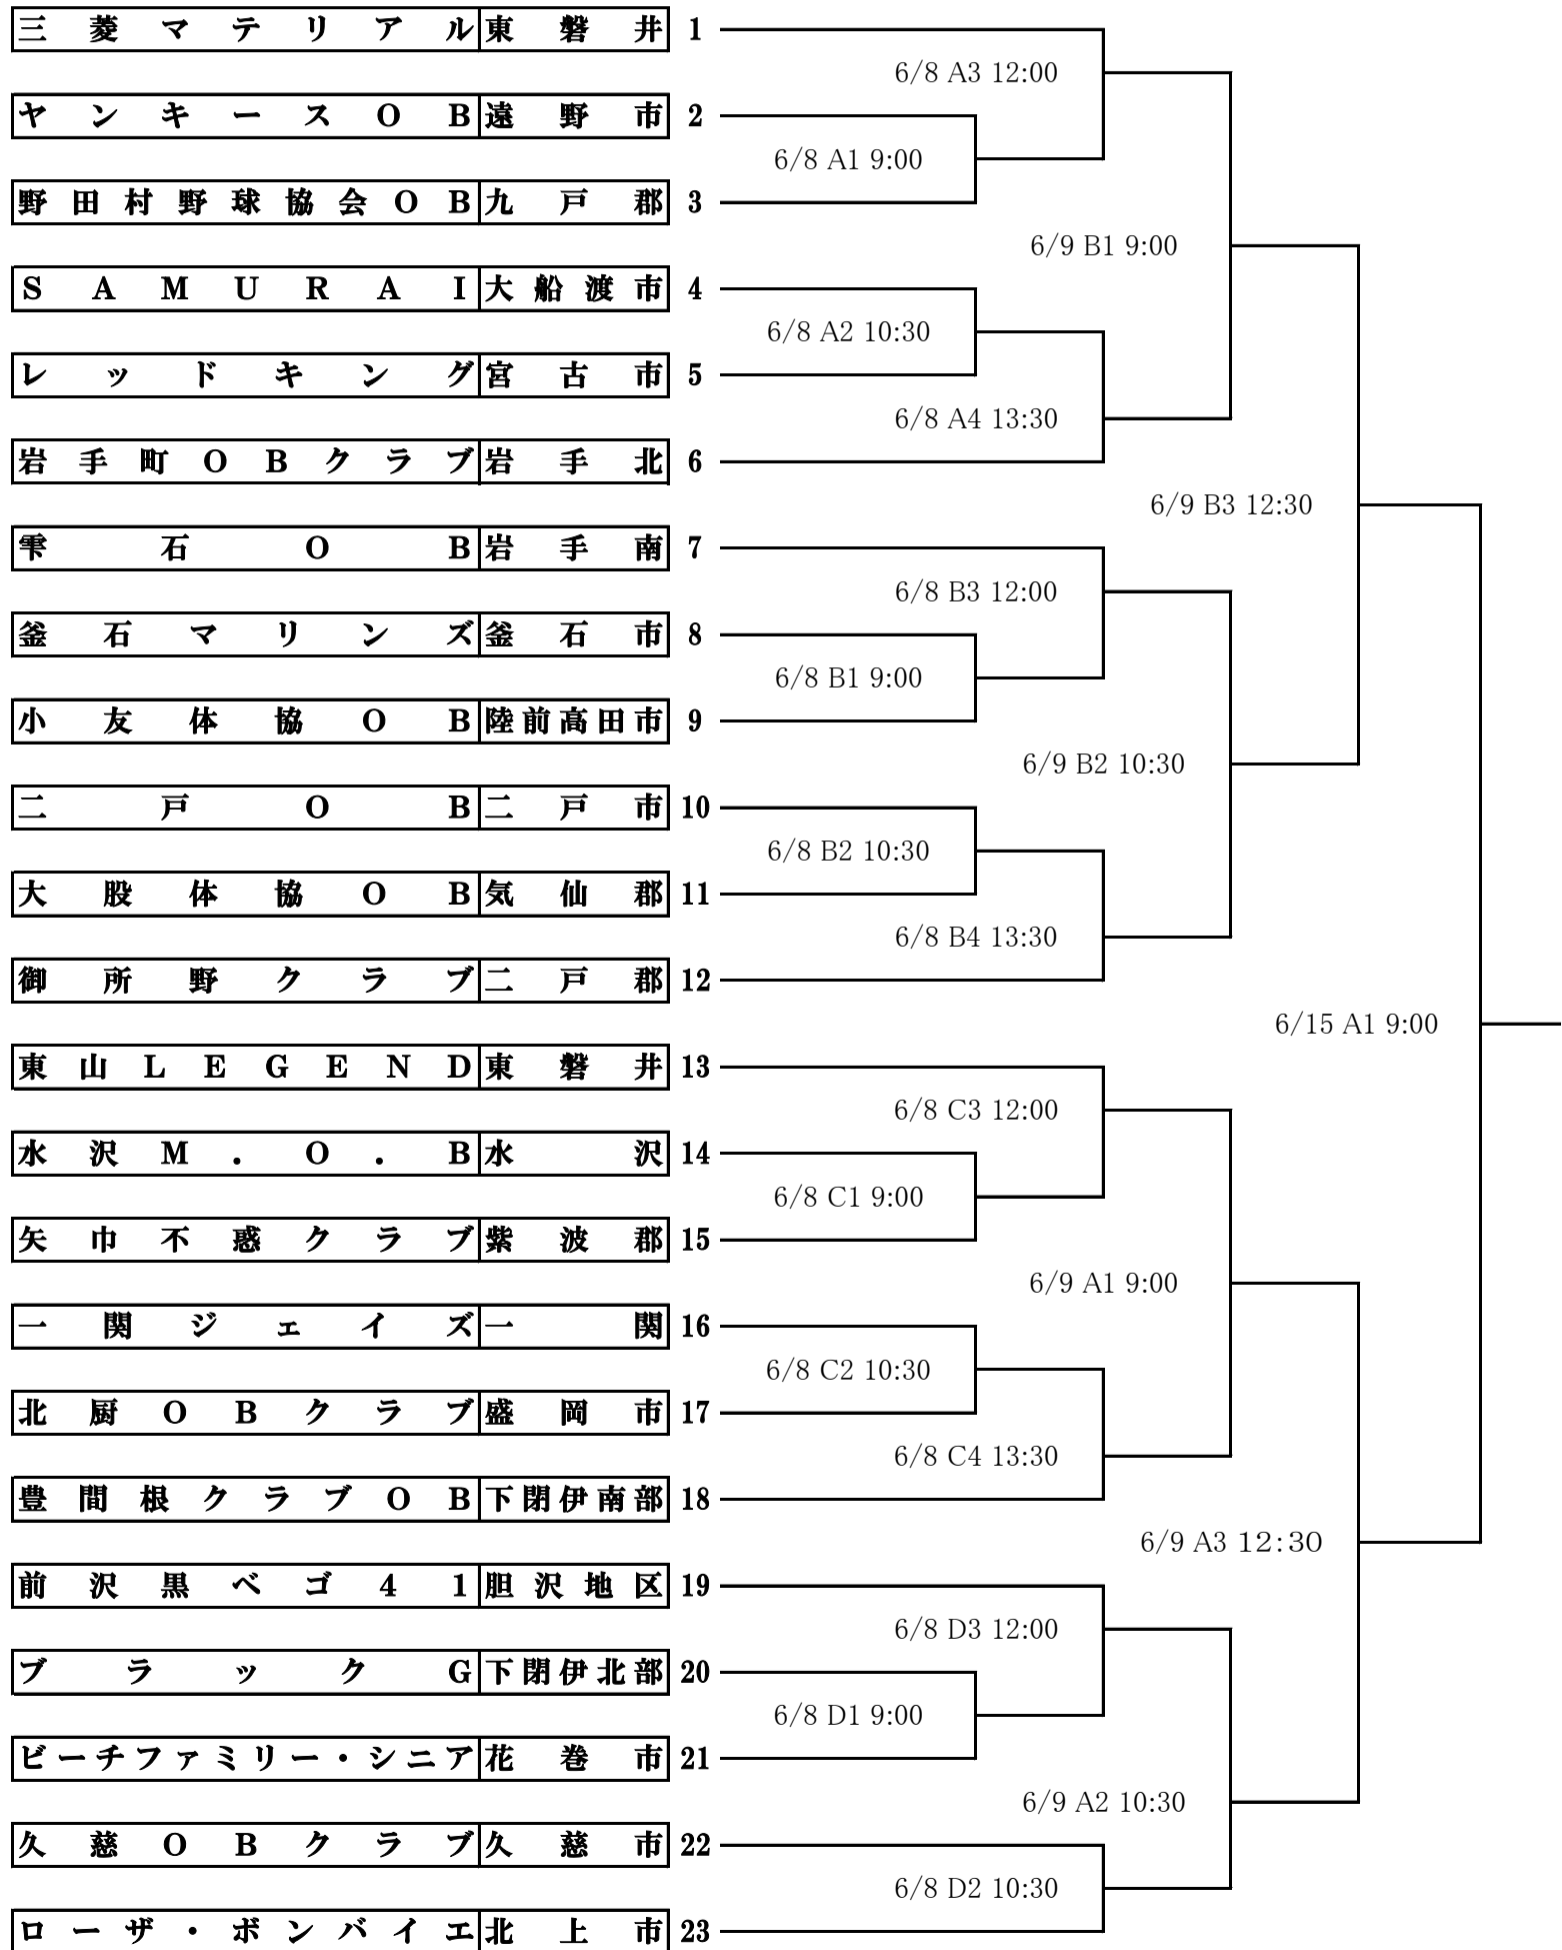 三菱マテリアル 東磐井 1
6/8 A3 12:00
ヤンキースOB 遠野市 2
6/8 A1 9:00
野田村野球協会OB 九戸郡 3
6/9 B1 9:00
SAMURAI 大船渡市 4
6/8 A2 10:30
レッドキング 宮古市 5
6/8 A4 13:30
岩手町OBクラブ 岩手北 6
6/9 B3 12:30
雫石OB 岩手南 7
6/8 B3 12:00
釜石マリンズ 釜石市 8
6/8 B1 9:00
小友体協OB 陸前高田市 9
6/9 B2 10:30
二戸OB 二戸市 10
6/8 B2 10:30
大股体協OB 気仙郡 11
6/8 B4 13:30
御所野クラブ 二戸郡 12
6/15 A1 9:00
東山LEGEND 東磐井 13
6/8 C3 12:00
水沢M.O.B 水沢 14
6/8 C1 9:00
矢巾不惑クラブ 紫波郡 15
6/9 A1 9:00
一関ジェイズ 一関 16
6/8 C2 10:30
北厨OBクラブ 盛岡市 17
6/8 C4 13:30
豊間根クラブOB 下閉伊南部 18
6/9 A3 12:30
前沢黒べゴ41 胆沢地区 19
6/8 D3 12:00
ブラックG 下閉伊北部 20
6/8 D1 9:00
ビーチファミリー・シニア 花巻市 21
6/9 A2 10:30
久慈OBクラブ 久慈市 22
6/8 D2 10:30
ローザ・ボンバイエ 北上市 23